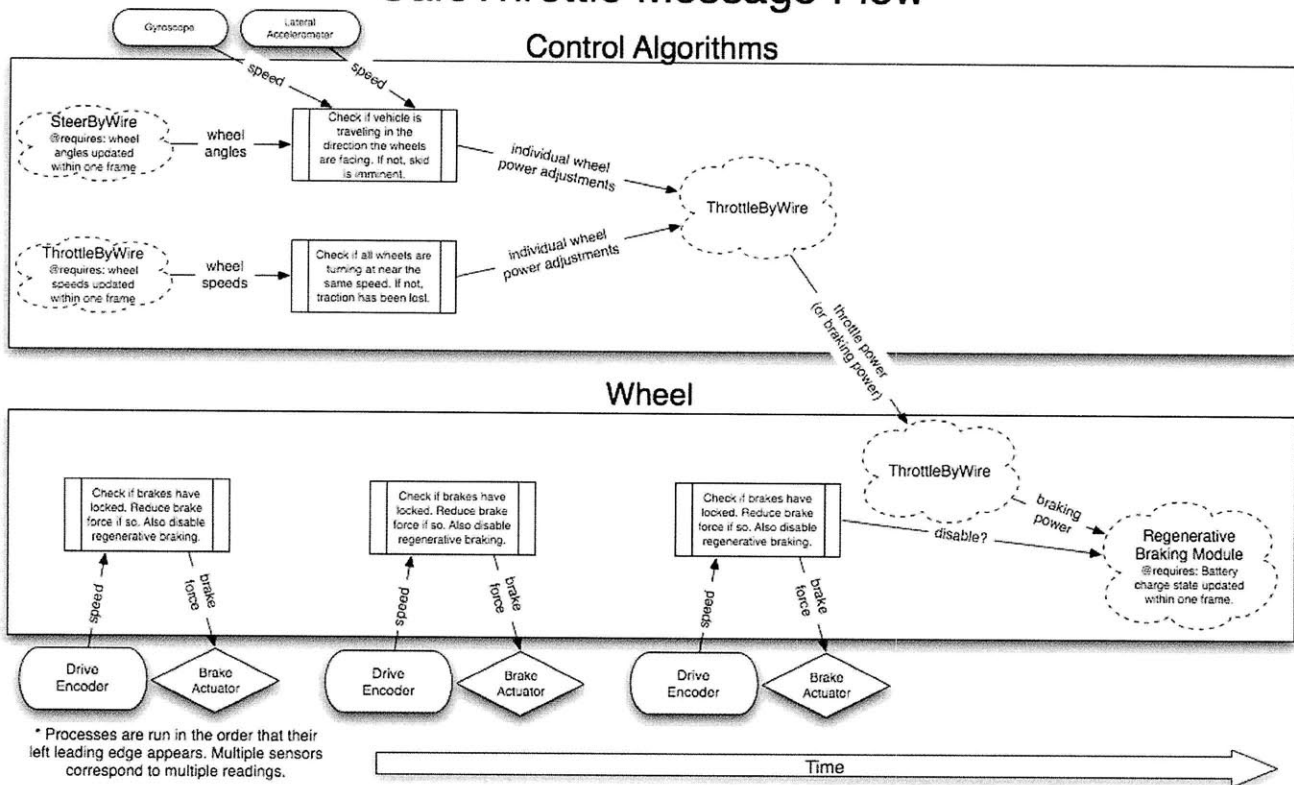 Throttle Message Flow
Gyroscope
Lateral
Accelerometer
Control Algorithms
speed
speed
SteerByWire
@requires: wheel
angles updated
within one frame
wheel
angles
Check if vehicle is
traveling in the
direction the wheels
are facing. If not, skid
is imminent.
individual wheel
power adjustments
ThrottleByWire
ThrottleByWire
@requires: wheel
speeds updated
within one frame
wheel
speeds
Check if all wheels are
turning at near the
same speed. If not,
traction has been lost.
individual wheel
power adjustments
throttle power
(or braking power)
Wheel
ThrottleByWire
Check if brakes have
locked. Reduce brake
force if so. Also disable
regenerative braking.
Check if brakes have
locked. Reduce brake
force if so. Also disable
regenerative braking.
Check if brakes have
locked. Reduce brake
force if so. Also disable
regenerative braking.
disable?
braking
power
Regenerative
Braking Module
@requires: Battery
charge state updated
within one frame.
speed
brake
force
speed
brake
force
speed
brake
force
Drive
Encoder
Brake
Actuator
Drive
Encoder
Brake
Actuator
Drive
Encoder
Brake
Actuator
* Processes are run in the order that their
left leading edge appears. Multiple sensors
correspond to multiple readings.
Time